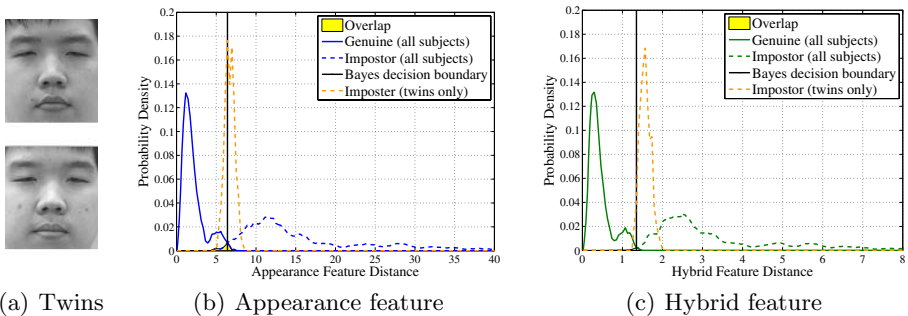 Overlap
Genuine (all subjects)
Impostor (all subjects)
Bayes decision boundary
Imposter (twins only)
Probability Density
0.2
0.18
0.16
0.14
0.12
0.1
0.08
0.06
0.04
0.02
0
0 5 10 15 20 25 30 35 40
Appearance Feature Distance
Overlap
Genuine (all subjects)
Impostor (all subjects)
Bayes decision boundary
Impostor (twins only)
Probability Density
0.2
0.18
0.16
0.14
0.12
0.1
0.08
0.06
0.04
0.02
0
0 1 2 3 4 5 6 7 8
Hybrid Feature Distance
(a) Twins
(b) Appearance feature
(c) Hybrid feature